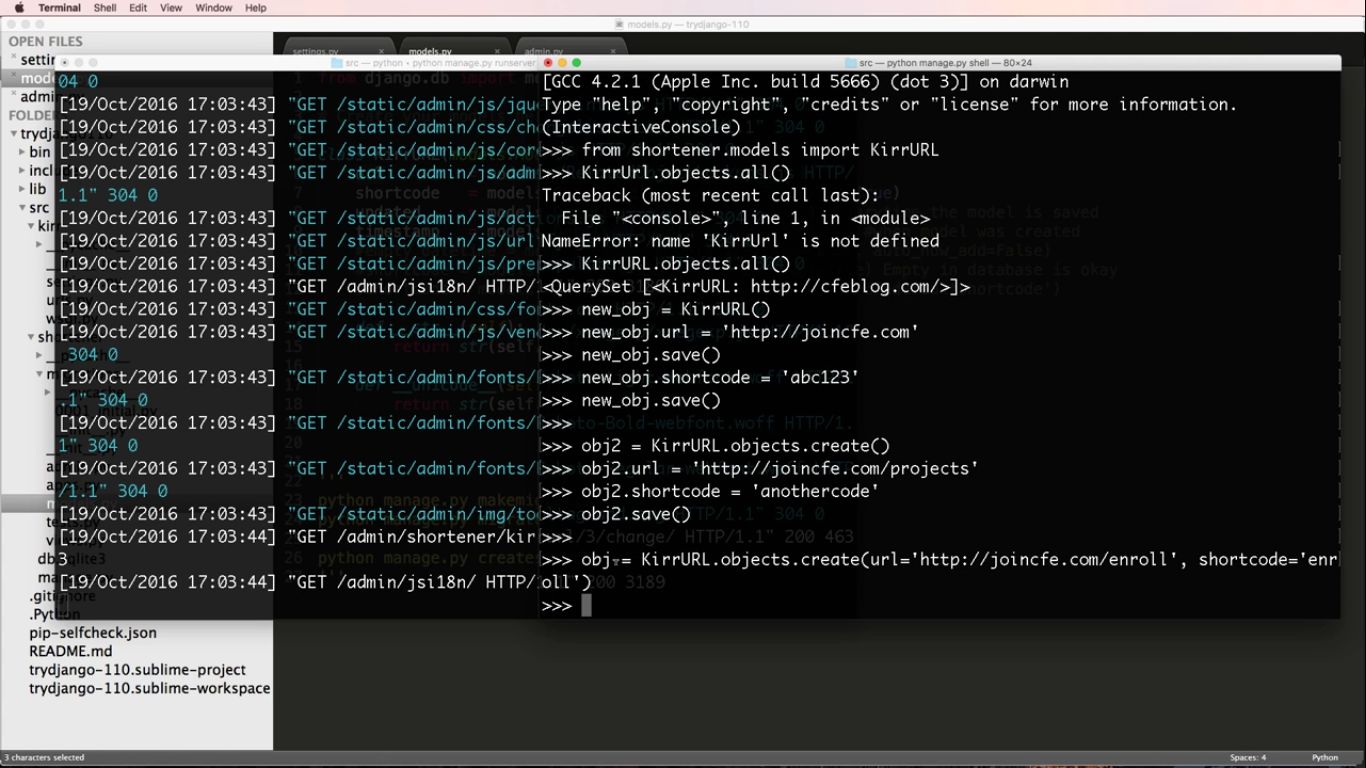 Terminal Shell Edit View Window Help
models.py — trydjango-110
OPEN FILES
settings.py models.py admin.py
src — python • python manage.py runserver
src — python manage.py shell — 80×24
04 0
[19/Oct/2016 17:03:43] "GET /static/admin/js/jque
[19/Oct/2016 17:03:43] "GET /static/admin/css/cha
[19/Oct/2016 17:03:43] "GET /static/admin/js/core
[19/Oct/2016 17:03:43] "GET /static/admin/js/admi
1.1" 304 0
[19/Oct/2016 17:03:43] "GET /static/admin/js/acti
[19/Oct/2016 17:03:43] "GET /static/admin/js/urli
[19/Oct/2016 17:03:43] "GET /static/admin/js/prep
[19/Oct/2016 17:03:43] "GET /admin/jsi18n/ HTTP/
[19/Oct/2016 17:03:43] "GET /static/admin/css/fo
[19/Oct/2016 17:03:43] "GET /static/admin/js/ven
304 0
[19/Oct/2016 17:03:43] "GET /static/admin/fonts/
.1" 304 0
[19/Oct/2016 17:03:43] "GET /static/admin/fonts/
1" 304 0
[19/Oct/2016 17:03:43] "GET /static/admin/fonts/
/1.1" 304 0
[19/Oct/2016 17:03:43] "GET /static/admin/img/to
[19/Oct/2016 17:03:44] "GET /admin/shortener/kir
3
[19/Oct/2016 17:03:44] "GET /admin/jsi18n/ HTTP/
[GCC 4.2.1 (Apple Inc. build 5666) (dot 3)] on darwin
Type "help", "copyright", "credits" or "license" for more information.
(InteractiveConsole)
>>> from shortener.models import KirrURL
>>> KirrUrl.objects.all()
Traceback (most recent call last):
File "<console>", line 1, in <module>
NameError: name 'KirrUrl' is not defined
>>> KirrURL.objects.all()
<QuerySet [<KirrURL: http://cfeblog.com/>]>
>>> new_obj = KirrURL()
>>> new_obj.url = 'http://joincfe.com'
>>> new_obj.save()
>>> new_obj.shortcode = 'abc123'
>>> new_obj.save()
>>>
>>> obj2 = KirrURL.objects.create()
>>> obj2.url = 'http://joincfe.com/projects'
>>> obj2.shortcode = 'anothercode'
>>> obj2.save()
>>>
>>> obj = KirrURL.objects.create(url='http://joincfe.com/enroll', shortcode='enr
oll')
>>>
bin
lib
src
pip-selfcheck.json
README.md
trydjango-110.sublime-project
trydjango-110.sublime-workspace
3 characters selected
Spaces: 4 Python